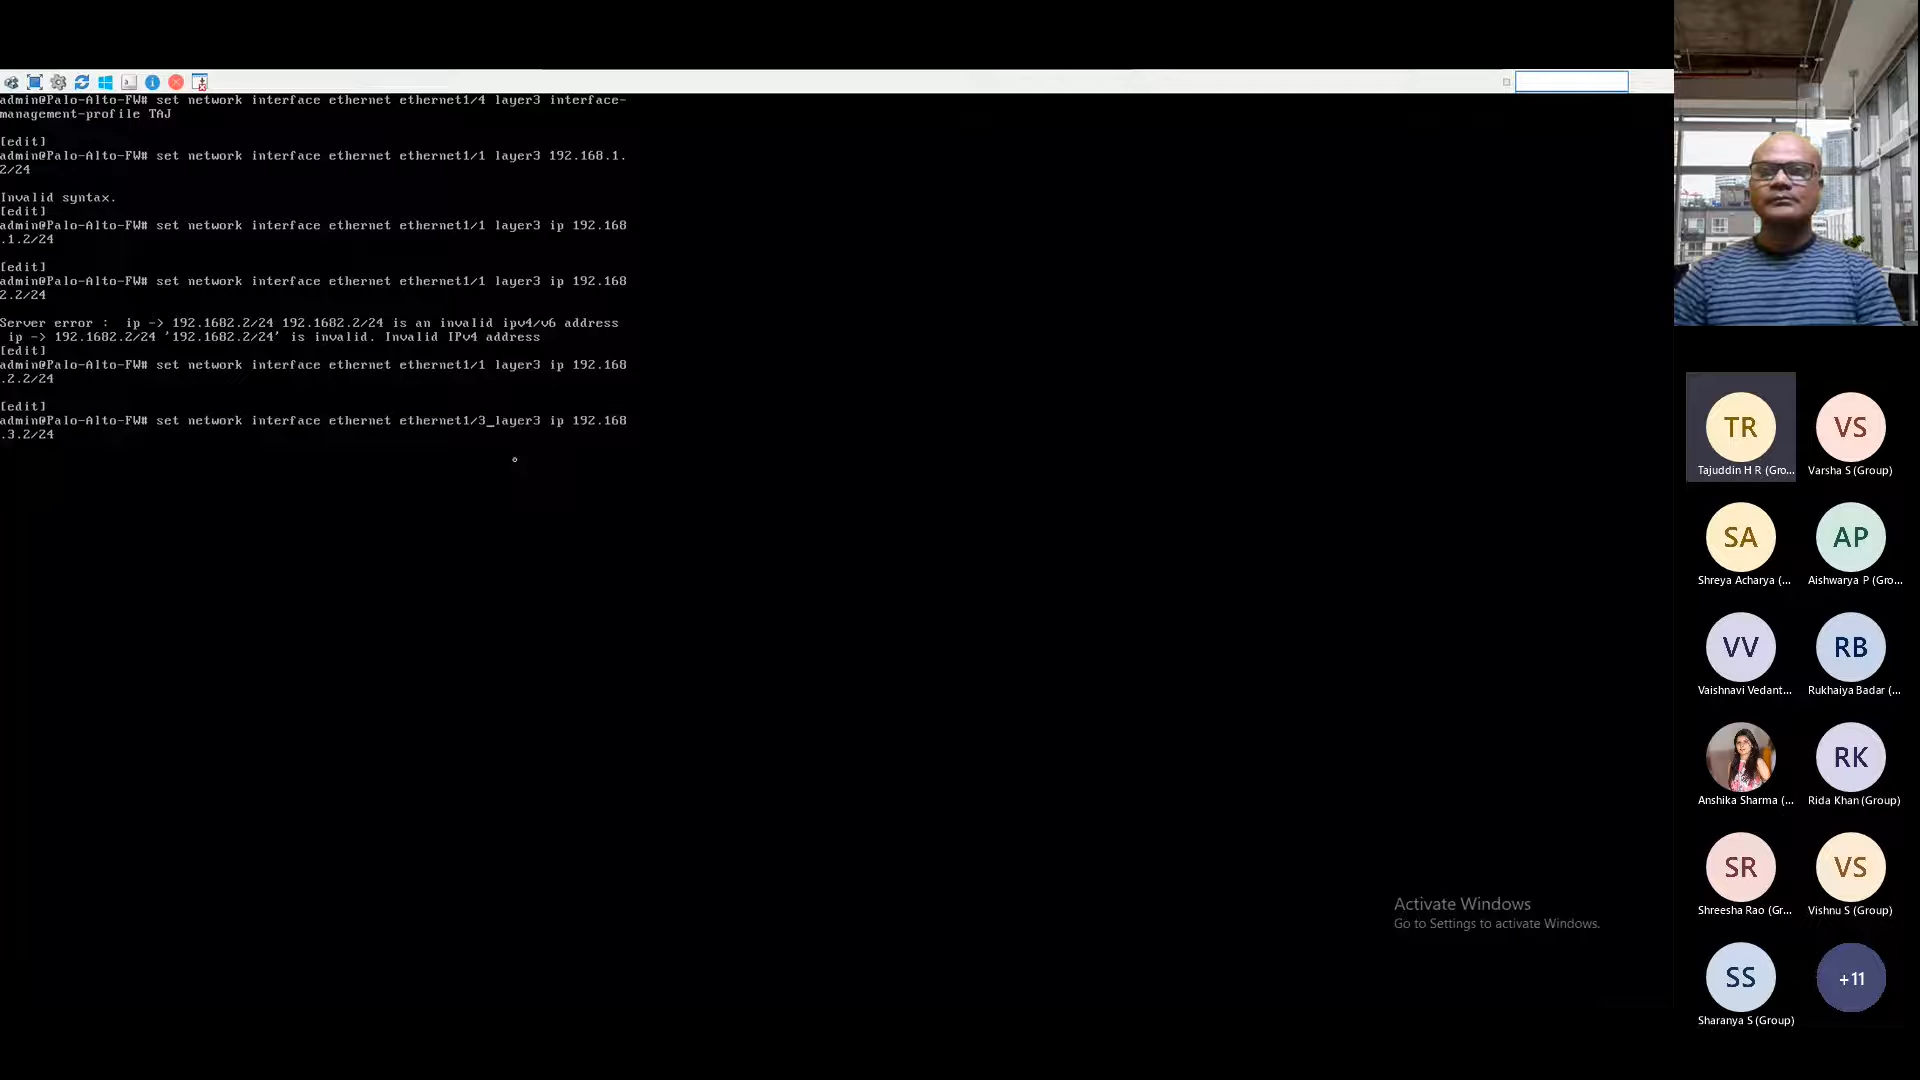 admin@Palo-Alto-FW# set network interface ethernet ethernet1/4 layer3 interface-
management-profile TAJ
[edit]
admin@Palo-Alto-FW# set network interface ethernet ethernet1/1 layer3 192.168.1.
2/24
Invalid syntax.
[edit]
admin@Palo-Alto-FW# set network interface ethernet ethernet1/1 layer3 ip 192.168
.1.2/24
[edit]
admin@Palo-Alto-FW# set network interface ethernet ethernet1/1 layer3 ip 192.168
2.2/24
Server error :  ip -> 192.1682.2/24 192.1682.2/24 is an invalid ipv4/v6 address
 ip -> 192.1682.2/24 '192.1682.2/24' is invalid. Invalid IPv4 address
[edit]
admin@Palo-Alto-FW# set network interface ethernet ethernet1/1 layer3 ip 192.168
.2.2/24
[edit]
admin@Palo-Alto-FW# set network interface ethernet ethernet1/3_layer3 ip 192.168
.3.2/24
Activate Windows
Go to Settings to activate Windows.
TR
Tajuddin H R (Gro...
VS
Varsha S (Group)
SA
Shreya Acharya (...
AP
Aishwarya P (Gro...
VV
Vaishnavi Vedant...
RB
Rukhaiya Badar (...
Anshika Sharma (...
RK
Rida Khan (Group)
SR
Shreesha Rao (Gr...
VS
Vishnu S (Group)
SS
Sharanya S (Group)
+11